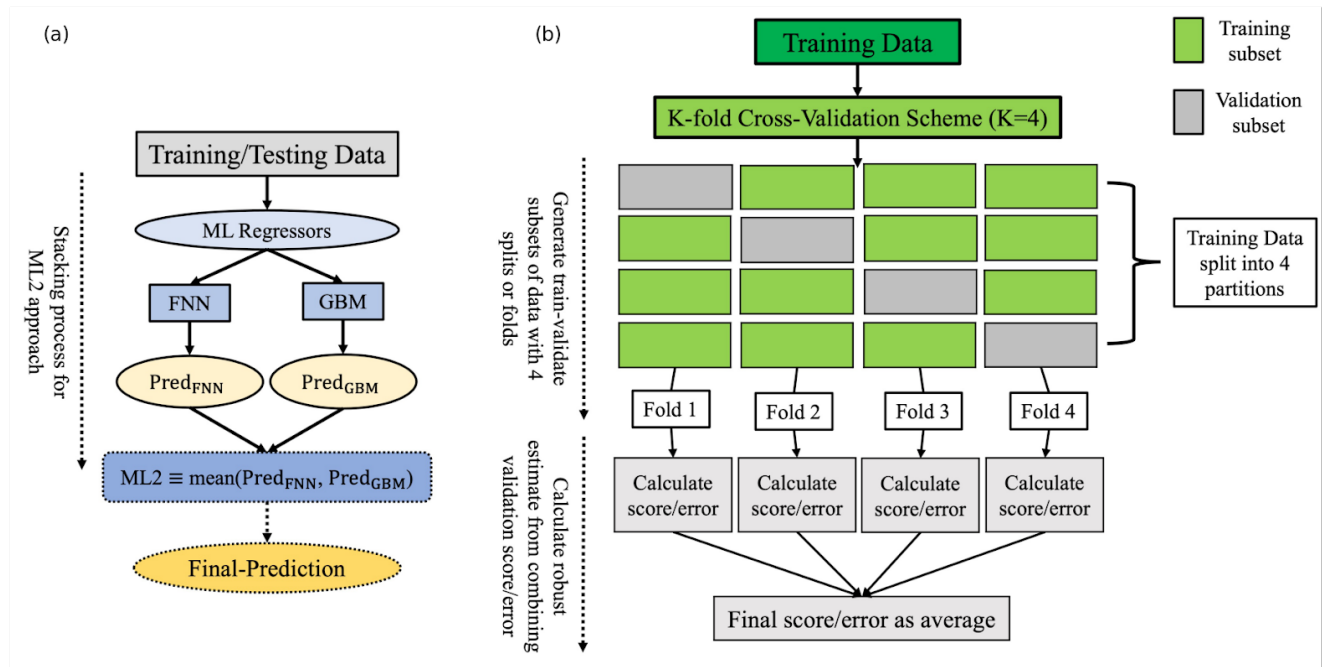 (a)
Training/Testing Data
ML Regressors
FNN
GBM
Pred_FNN
Pred_GBM
ML2 ≡ mean(Pred_FNN, Pred_GBM)
Final-Prediction
Stacking process for
ML2 approach
(b)
Training Data
K-fold Cross-Validation Scheme (K=4)
Training
subset
Validation
subset
Generate train-validate
subsets of data with 4
splits or folds
Training Data
split into 4
partitions
Fold 1
Fold 2
Fold 3
Fold 4
Calculate robust
estimate from combining
validation score/error
Calculate
score/error
Calculate
score/error
Calculate
score/error
Calculate
score/error
Final score/error as average